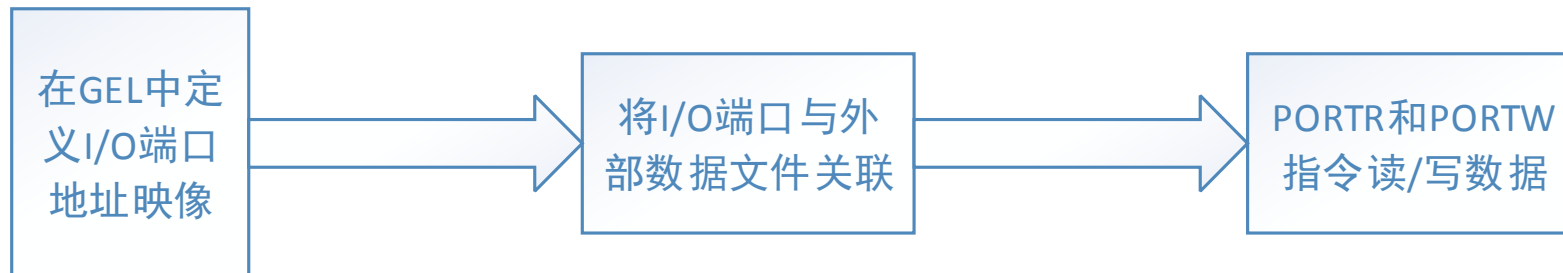 在GEL中定
义I/O端口
地址映像
将I/O端口与外
部数据文件关联
PORTR和PORTW
指令读/写数据